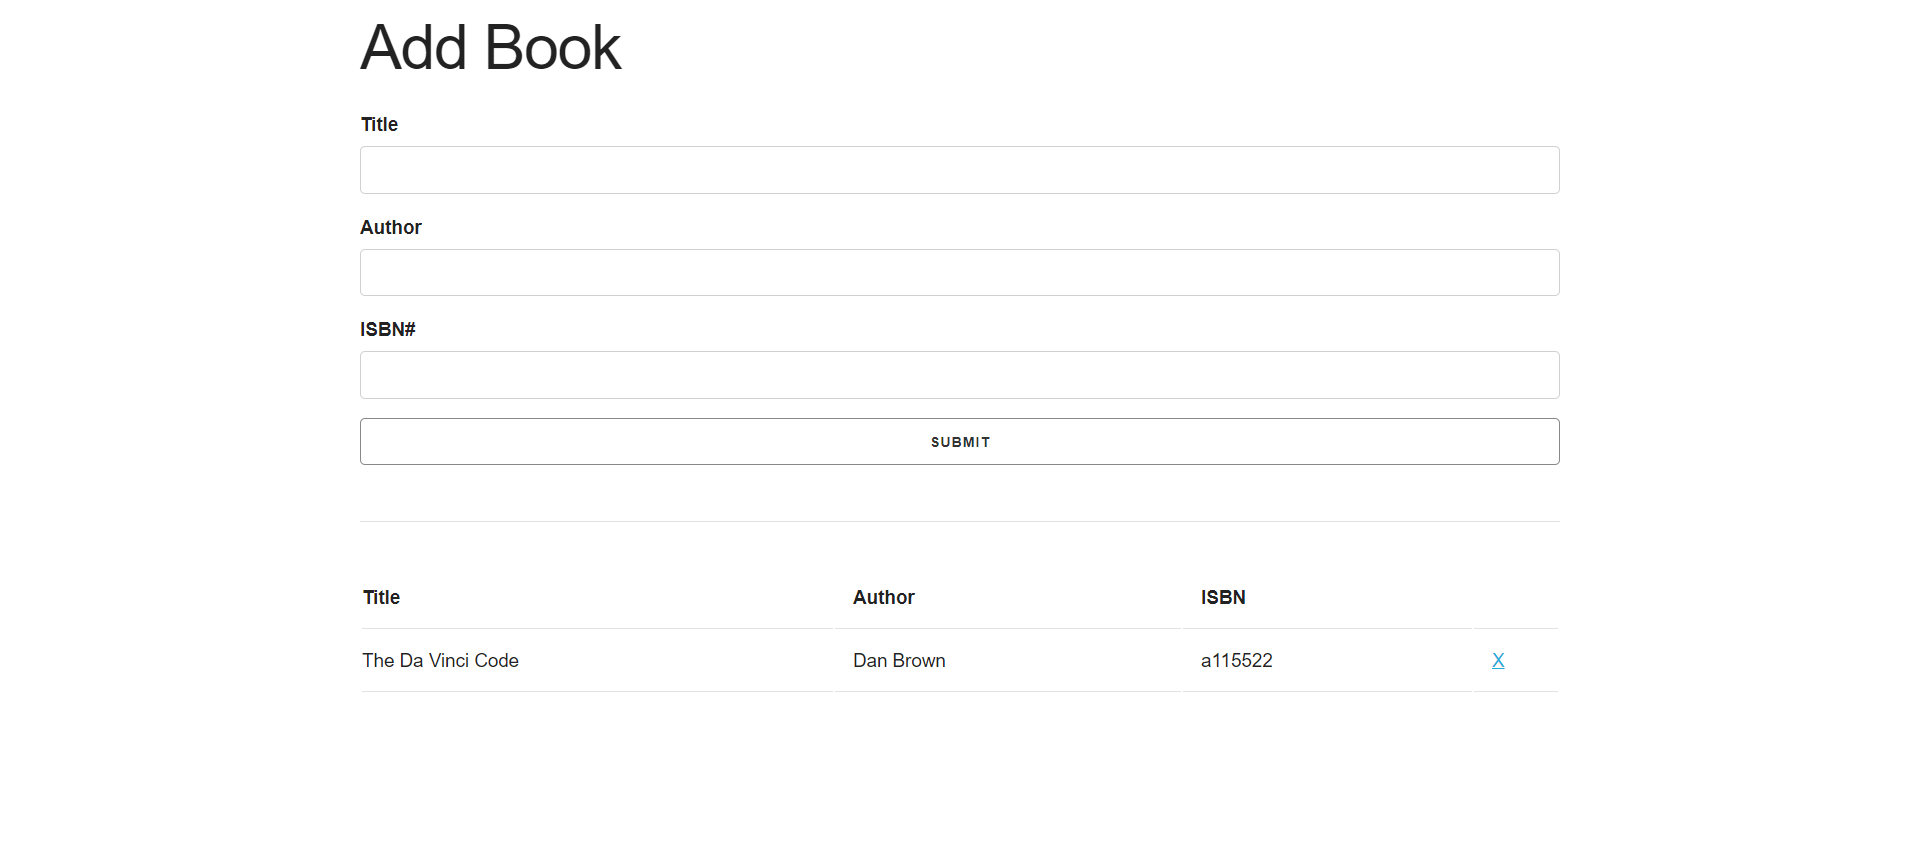 Add Book
Title
Author
ISBN#
SUBMIT
Title Author ISBN
The Da Vinci Code Dan Brown a115522 X